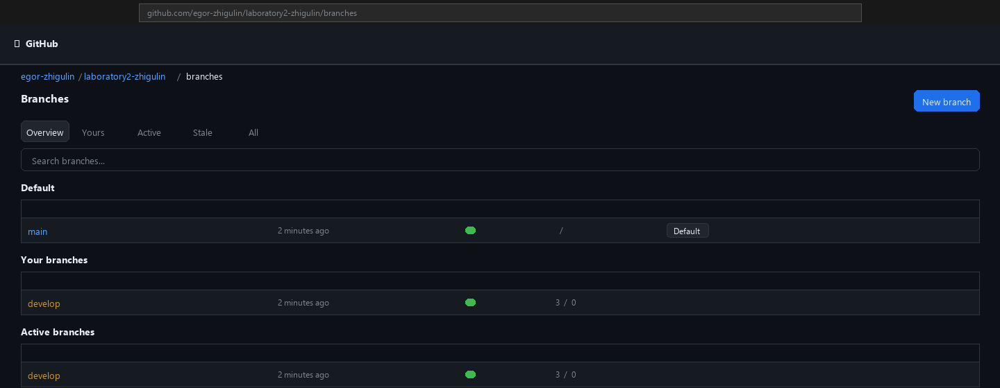 github.com/egor-zhigulin/laboratory2-zhigulin/branches
GitHub
egor-zhigulin / laboratory2-zhigulin / branches
Branches
New branch
Overview Yours Active Stale All
Search branches...
Default
main 2 minutes ago / Default
Your branches
develop 2 minutes ago 3 / 0
Active branches
develop 2 minutes ago 3 / 0